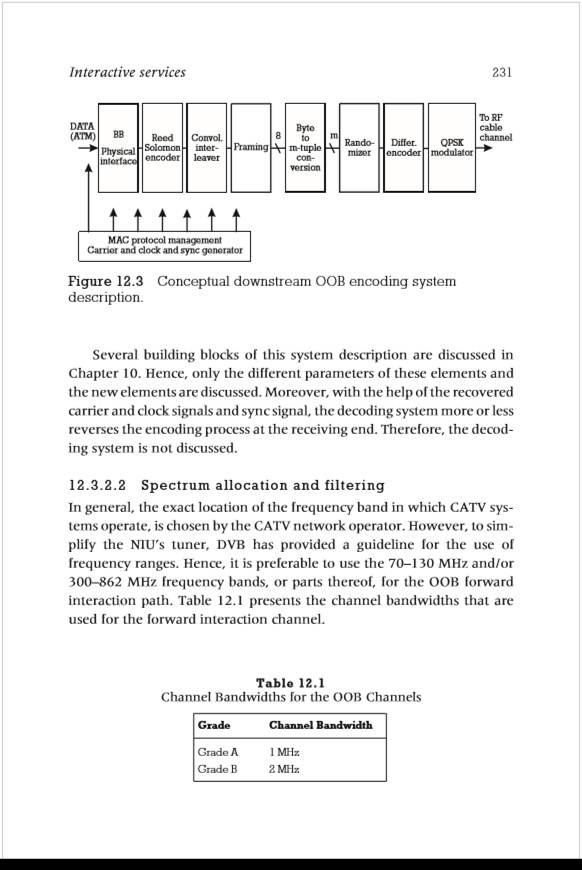 Interactive services 231
DATA
(ATM)
BB
Physical
interface
Reed
Solomon
encoder
Convol.
inter-
leaver
Framing
8
Byte
to
m-tuple
con-
version
m
Rando-
mizer
Differ.
encoder
QPSK
modulator
To RF
cable
channel
MAC protocol management
Carrier and clock and sync generator
Figure 12.3 Conceptual downstream OOB encoding system
description.
Several building blocks of this system description are discussed in
Chapter 10. Hence, only the different parameters of these elements and
the new elements are discussed. Moreover, with the help of the recovered
carrier and clock signals and sync signal, the decoding system more or less
reverses the encoding process at the receiving end. Therefore, the decod-
ing system is not discussed.
12.3.2.2 Spectrum allocation and filtering
In general, the exact location of the frequency band in which CATV sys-
tems operate, is chosen by the CATV network operator. However, to sim-
plify the NIU's tuner, DVB has provided a guideline for the use of
frequency ranges. Hence, it is preferable to use the 70–130 MHz and/or
300–862 MHz frequency bands, or parts thereof, for the OOB forward
interaction path. Table 12.1 presents the channel bandwidths that are
used for the forward interaction channel.
Table 12.1
Channel Bandwidths for the OOB Channels
Grade Channel Bandwidth
Grade A 1 MHz
Grade B 2 MHz